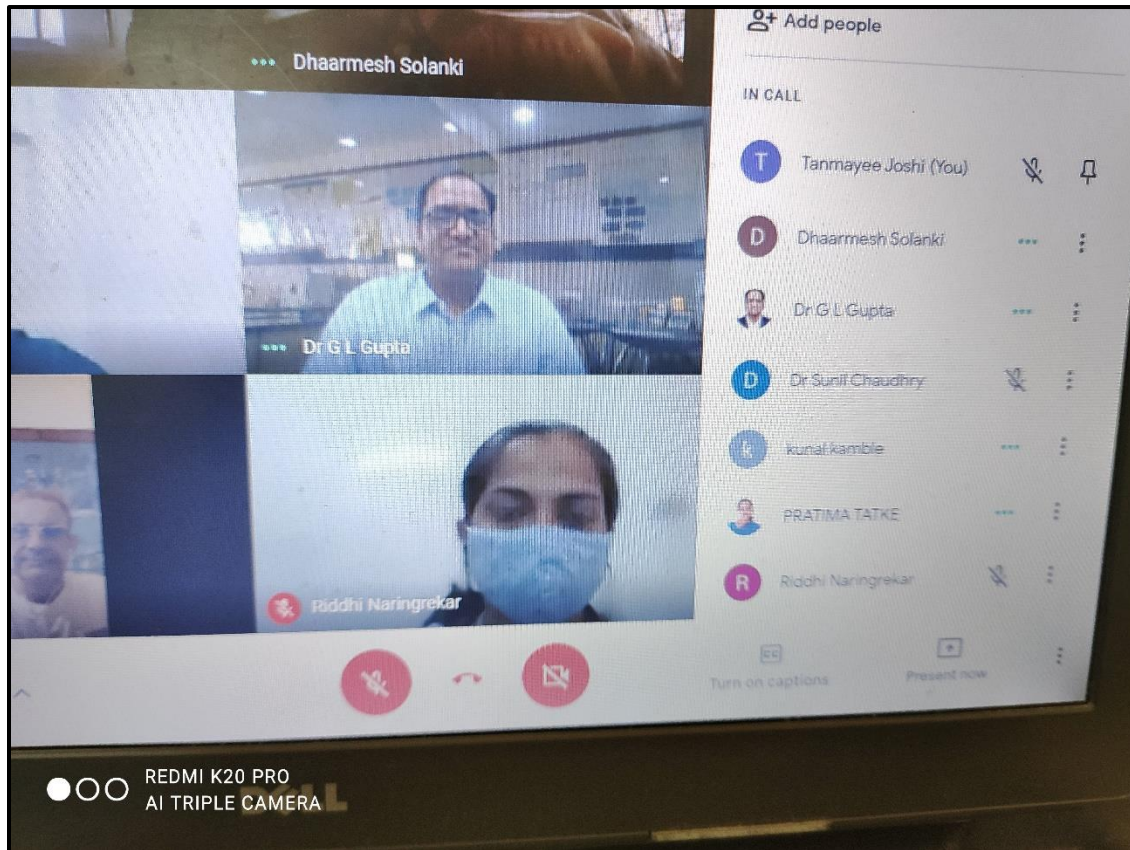 Dhaarmesh Solanki
Dr G L Gupta
Riddhi Naringrekar
Add people
IN CALL
T Tanmayee Joshi (You)
D Dhaarmesh Solanki
Dr G L Gupta
D Dr Sunil Chaudhry
k kunal kamble
PRATIMA TATKE
R Riddhi Naringrekar
CC
Turn on captions
Present now
DELL
REDMI K20 PRO
AI TRIPLE CAMERA